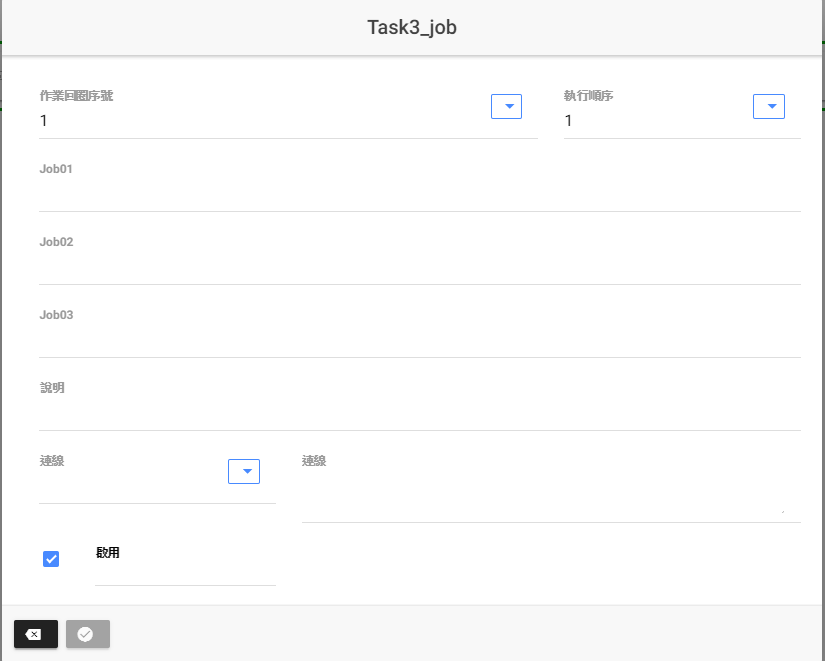 Task3_job
作業回圈序號
執行順序
1
1
Job01
Job02
Job03
說明
連線
連線
啟用